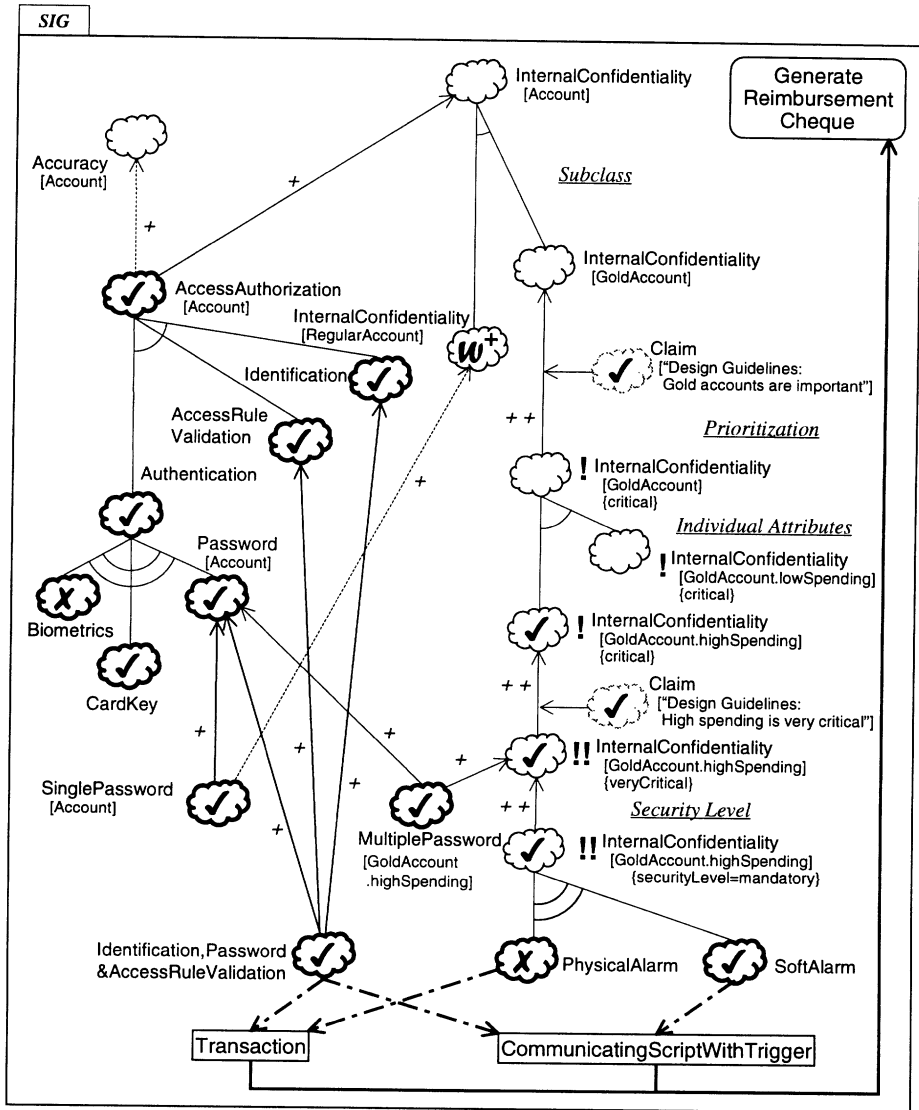 SIG
InternalConfidentiality
[Account]
Generate
Reimbursement
Cheque
Accuracy
[Account]
+
Subclass
+
InternalConfidentiality
[GoldAccount]
AccessAuthorization
[Account]
InternalConfidentiality
[RegularAccount]
W+
Claim
["Design Guidelines:
Gold accounts are important"]
Identification
++
AccessRule
Validation
Prioritization
+
! InternalConfidentiality
[GoldAccount]
{critical}
Authentication
Individual Attributes
Password
[Account]
! InternalConfidentiality
[GoldAccount.lowSpending]
{critical}
X
Biometrics
! InternalConfidentiality
[GoldAccount.highSpending]
{critical}
CardKey
++
Claim
["Design Guidelines:
High spending is very critical"]
+
+
+
+
!! InternalConfidentiality
[GoldAccount.highSpending]
{veryCritical}
SinglePassword
[Account]
+
+
++
Security Level
MultiplePassword
[GoldAccount
.highSpending]
!! InternalConfidentiality
[GoldAccount.highSpending]
{securityLevel=mandatory}
Identification,Password
&AccessRuleValidation
X
PhysicalAlarm
SoftAlarm
Transaction
CommunicatingScriptWithTrigger